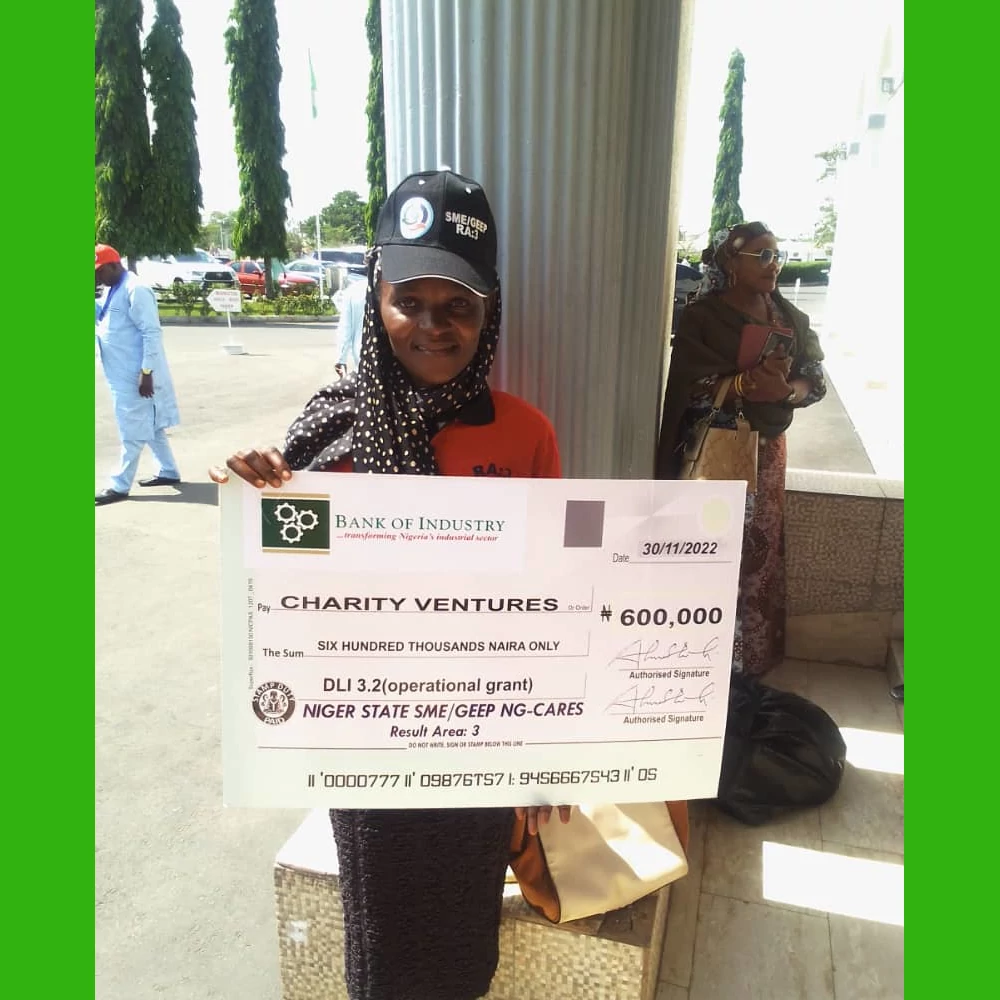 SME/GEEP
RA:3
RA:3
BANK OF INDUSTRY
...transforming Nigeria's industrial sector
Date 30/11/2022
Pay CHARITY VENTURES Or Order
₦ 600,000
The Sum SIX HUNDRED THOUSANDS NAIRA ONLY
Authorised Signature
DLI 3.2(operational grant)
STAMP DUTY
PAID
NIGER STATE SME/GEEP NG-CARES
Authorised Signature
Result Area: 3
DO NOT WRITE, SIGN OR STAMP BELOW THIS LINE
II '0000777 II' 09876TS7 I: 9456667543 II' 0S